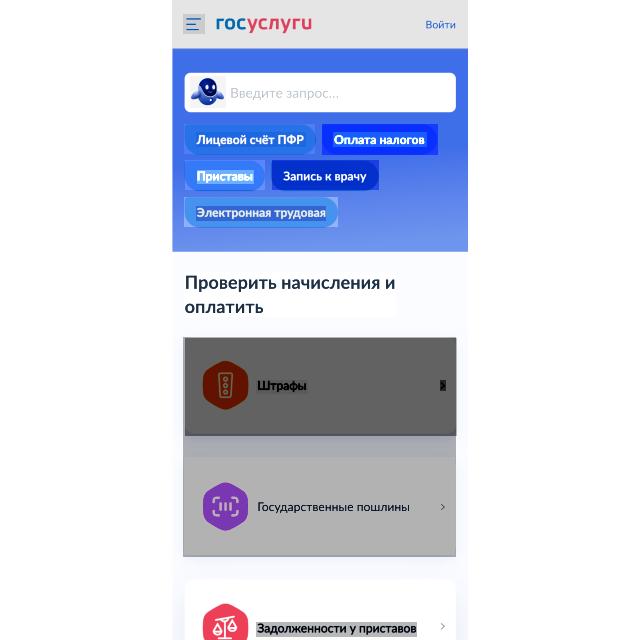 госуслуги
Войти
Введите запрос...
Лицевой счёт ПФР
Оплата налогов
Приставы
Запись к врачу
Электронная трудовая
Проверить начисления и
оплатить
Штрафы
Государственные пошлины
Задолженности у приставов